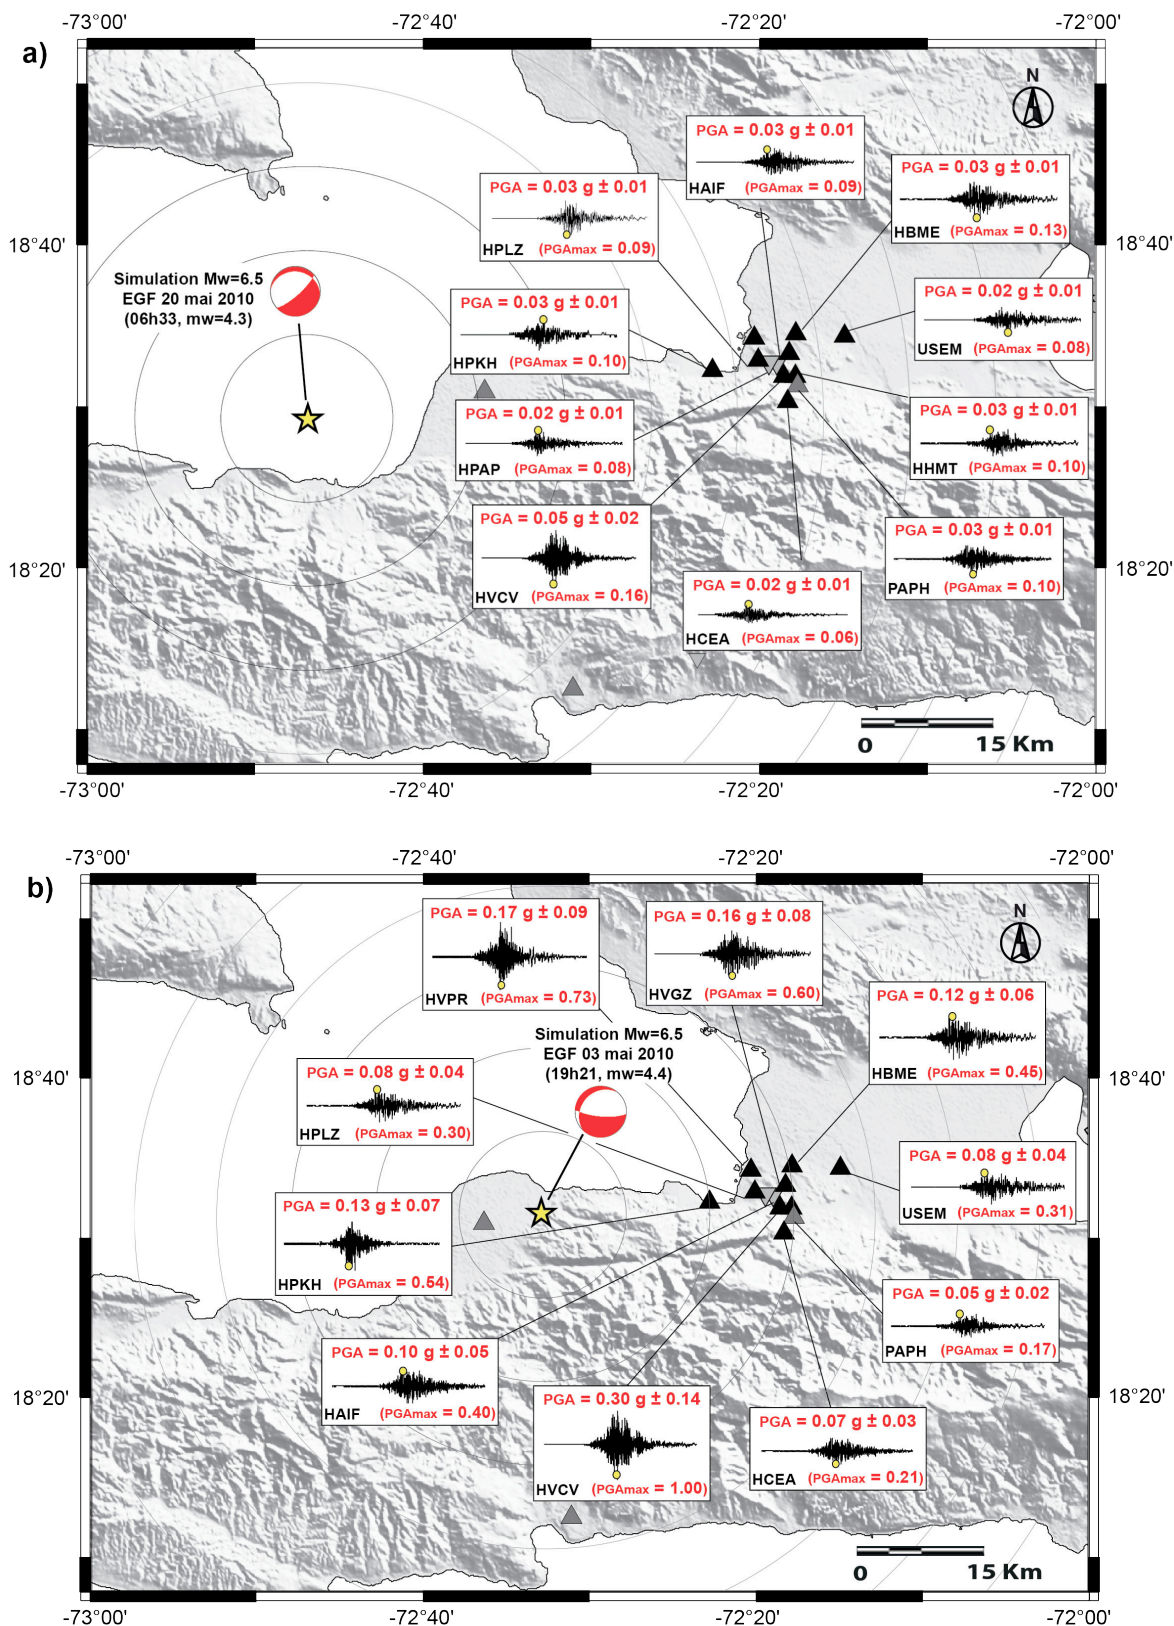 a)
-73°00'
-72°40'
-72°20'
-72°00'
N
PGA = 0.03 g ± 0.01
HAIF (PGAmax = 0.09)
PGA = 0.03 g ± 0.01
HBME (PGAmax = 0.13)
PGA = 0.03 g ± 0.01
HPLZ (PGAmax = 0.09)
18°40'
18°40'
Simulation Mw=6.5
EGF 20 mai 2010
(06h33, mw=4.3)
PGA = 0.03 g ± 0.01
HPKH (PGAmax = 0.10)
PGA = 0.02 g ± 0.01
USEM (PGAmax = 0.08)
PGA = 0.02 g ± 0.01
HPAP (PGAmax = 0.08)
PGA = 0.03 g ± 0.01
HHMT (PGAmax = 0.10)
PGA = 0.05 g ± 0.02
HVCV (PGAmax = 0.16)
PGA = 0.03 g ± 0.01
PAPH (PGAmax = 0.10)
18°20'
18°20'
PGA = 0.02 g ± 0.01
HCEA (PGAmax = 0.06)
0 15 Km
-73°00'
-72°40'
-72°20'
-72°00'
b)
-73°00'
-72°40'
-72°20'
-72°00'
N
PGA = 0.17 g ± 0.09
HVPR (PGAmax = 0.73)
PGA = 0.16 g ± 0.08
HVGZ (PGAmax = 0.60)
PGA = 0.12 g ± 0.06
HBME (PGAmax = 0.45)
Simulation Mw=6.5
EGF 03 mai 2010
(19h21, mw=4.4)
18°40'
18°40'
PGA = 0.08 g ± 0.04
HPLZ (PGAmax = 0.30)
PGA = 0.08 g ± 0.04
USEM (PGAmax = 0.31)
PGA = 0.13 g ± 0.07
HPKH (PGAmax = 0.54)
PGA = 0.05 g ± 0.02
PAPH (PGAmax = 0.17)
PGA = 0.10 g ± 0.05
HAIF (PGAmax = 0.40)
18°20'
18°20'
PGA = 0.30 g ± 0.14
HVCV (PGAmax = 1.00)
PGA = 0.07 g ± 0.03
HCEA (PGAmax = 0.21)
0 15 Km
-73°00'
-72°40'
-72°20'
-72°00'